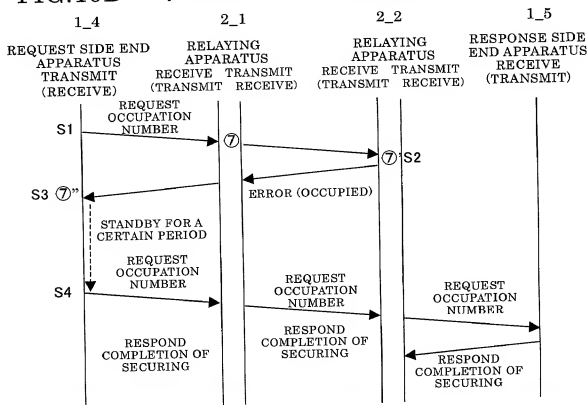 1_4
2_1
2_2
1_5
REQUEST SIDE END
APPARATUS
TRANSMIT
(RECEIVE)
RELAYING
APPARATUS
RECEIVE TRANSMIT
(TRANSMIT RECEIVE)
RELAYING
APPARATUS
RECEIVE TRANSMIT
(TRANSMIT RECEIVE)
RESPONSE SIDE
END APPARATUS
RECEIVE
(TRANSMIT)
S1
REQUEST
OCCUPATION
NUMBER
⑦
⑦' S2
ERROR (OCCUPIED)
S3 ⑦"
STANDBY FOR A
CERTAIN PERIOD
S4
REQUEST
OCCUPATION
NUMBER
REQUEST
OCCUPATION
NUMBER
REQUEST
OCCUPATION
NUMBER
RESPOND
COMPLETION OF
SECURING
RESPOND
COMPLETION OF
SECURING
RESPOND
COMPLETION OF
SECURING